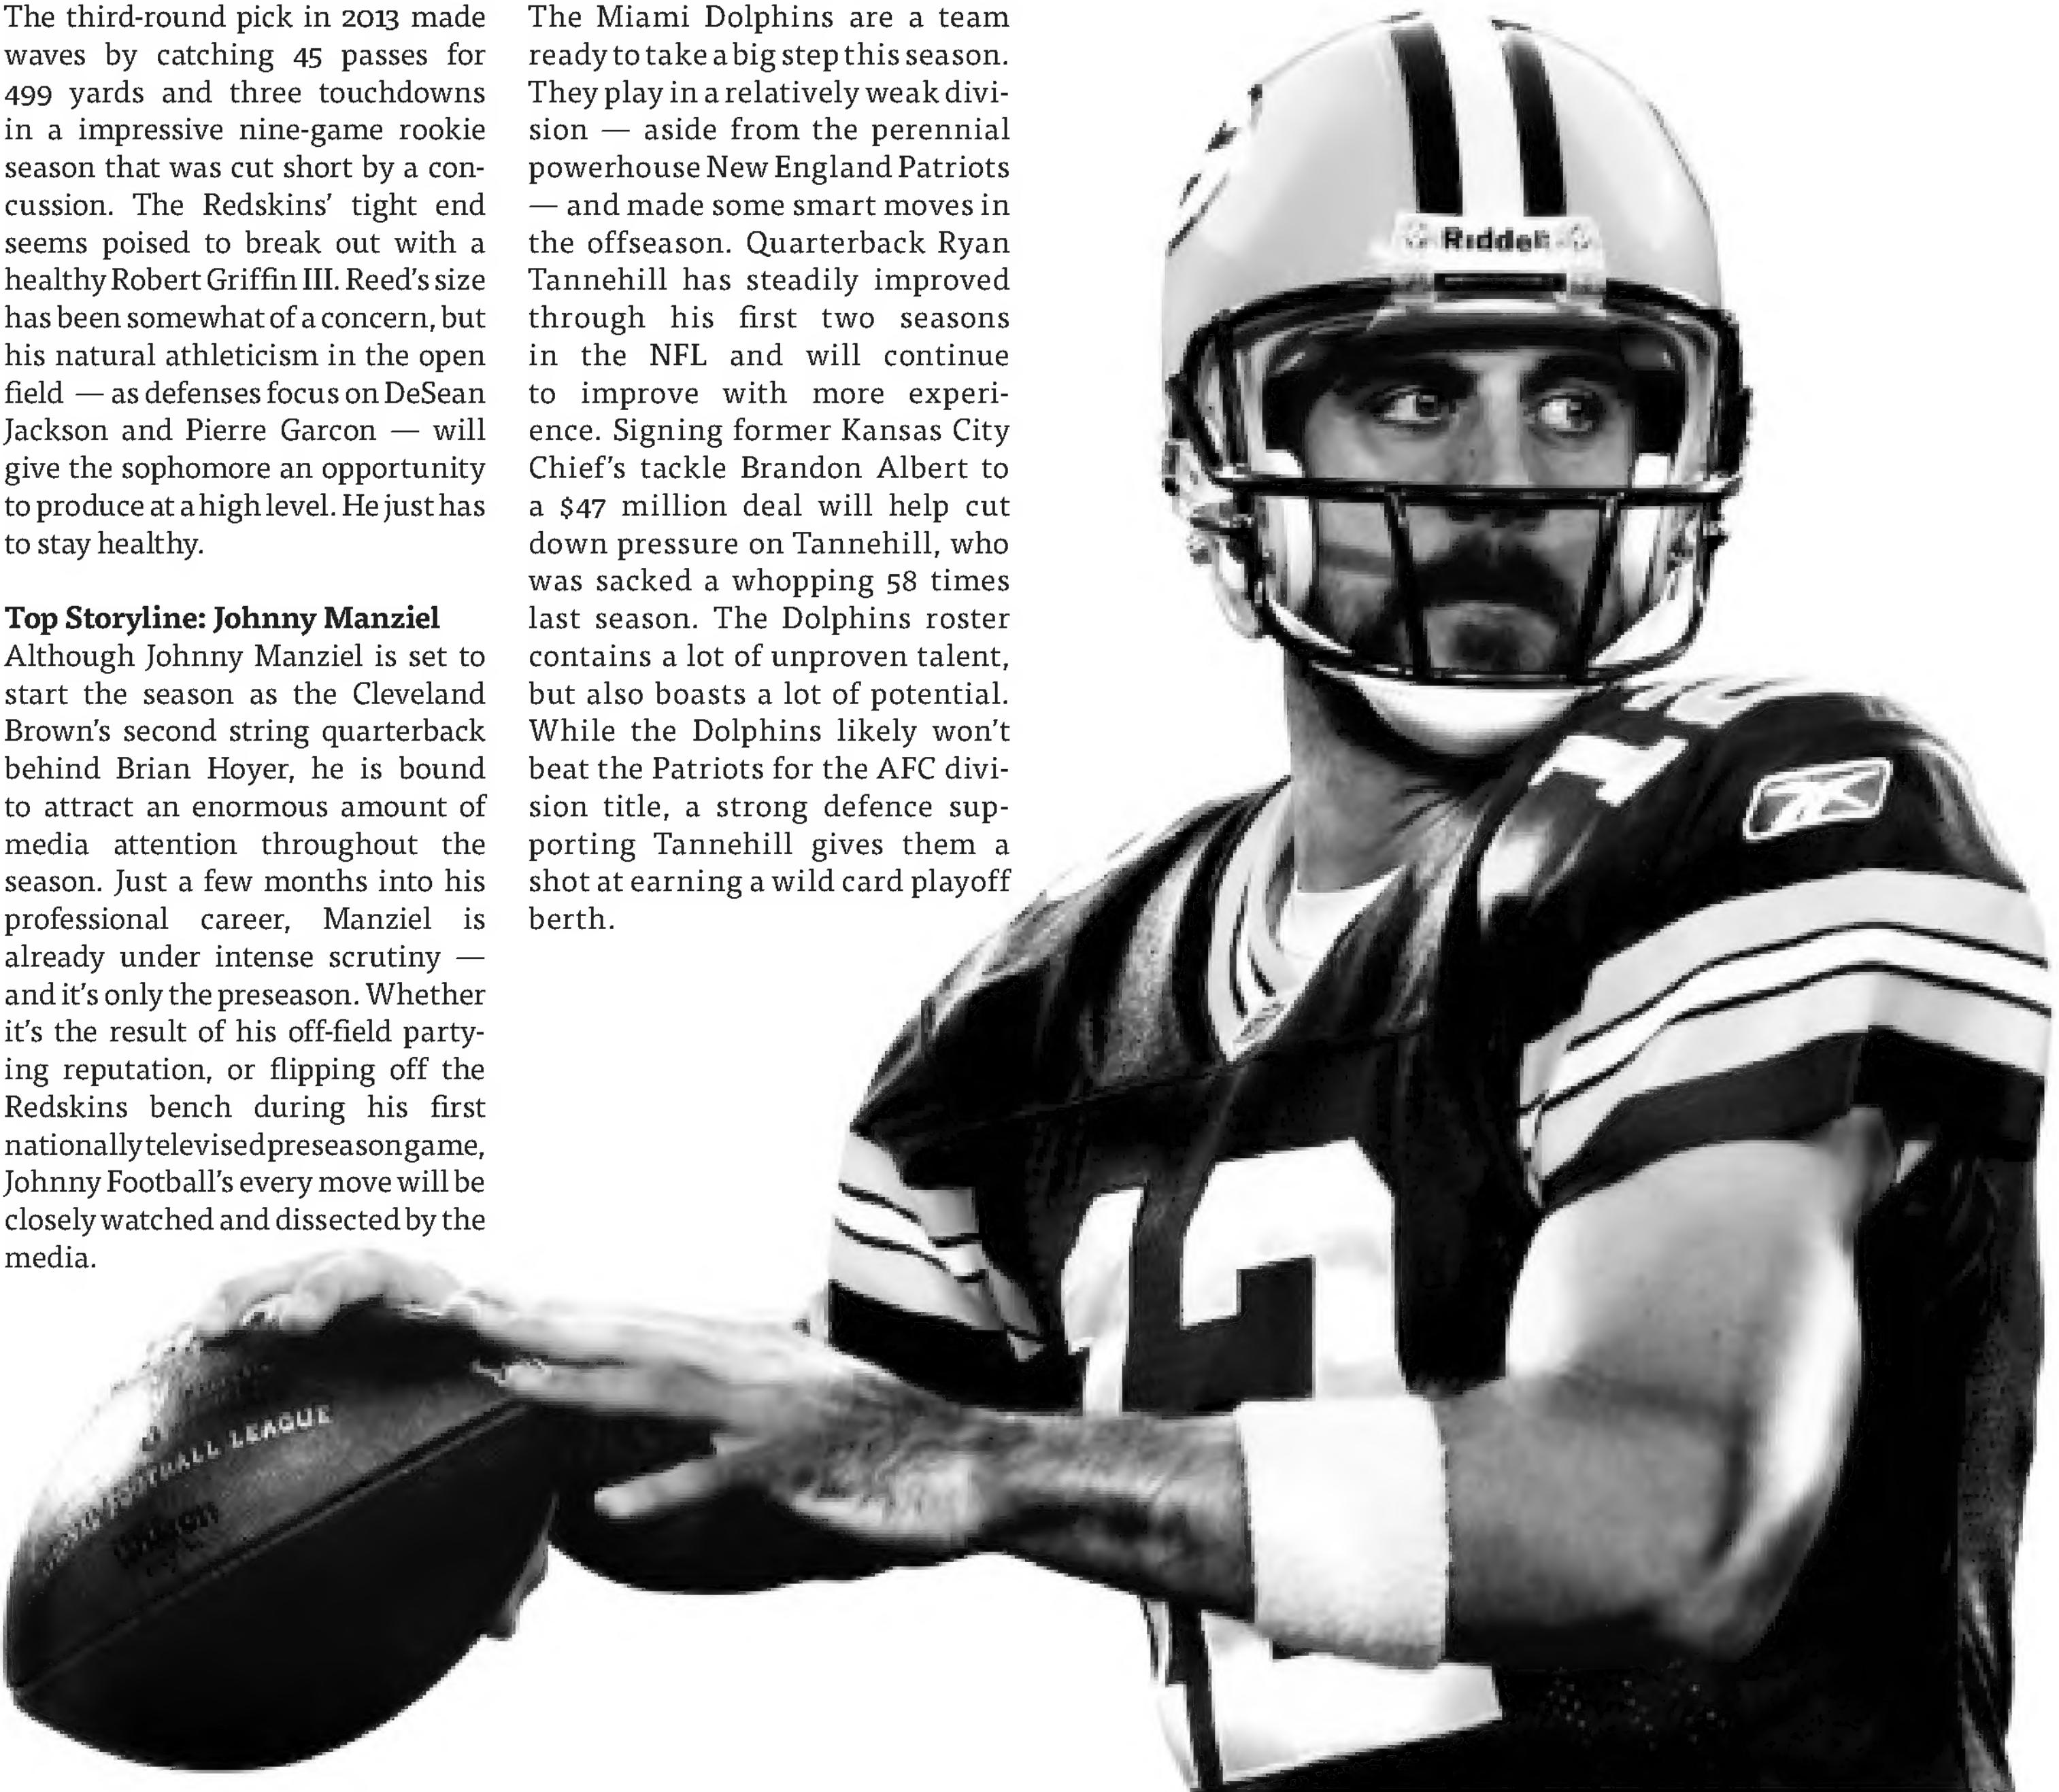 The third-round pick in 2013 made
waves by catching 45 passes for
499 yards and three touchdowns
in a impressive nine-game rookie
season that was cut short by a con-
cussion. The Redskins’ tight end
seems poised to break out with a
healthy Robert Griffin III. Reed’s size
has been somewhat of a concern, but
his natural athleticism in the open
field — as defenses focus on DeSean
Jackson and Pierre Garcon — will
give the sophomore an opportunity
to produce at a high level. He just has
to stay healthy.
Top Storyline: Johnny Manziel
Although Johnny Manziel is set to
start the season as the Cleveland
Brown’s second string quarterback
behind Brian Hoyer, he is bound
to attract an enormous amount of
media attention throughout the
season. Just a few months into his
professional career, Manziel is
already under intense scrutiny —
and it’s only the preseason. Whether
it’s the result of his off-field party-
ing reputation, or flipping off the
Redskins bench during his first
nationally televised preseason game,
Johnny Football’s every move will be
closely watched and dissected by the
media.
The Miami Dolphins are a team
ready to take a big step this season.
They play in a relatively weak divi-
sion — aside from the perennial
powerhouse New England Patriots
— and made some smart moves in
the offseason. Quarterback Ryan
Tannehill has steadily improved
through his first two seasons
in the NFL and will continue
to improve with more experi-
ence. Signing former Kansas City
Chief’s tackle Brandon Albert to
a $47 million deal will help cut
down pressure on Tannehill, who
was sacked a whopping 58 times
last season. The Dolphins roster
contains a lot of unproven talent,
but also boasts a lot of potential.
While the Dolphins likely won’t
beat the Patriots for the AFC divi-
sion title, a strong defence sup-
porting Tannehill gives them a
shot at earning a wild card playoff
berth.
Riddell
12
12
FOOTBALL LEAGUE